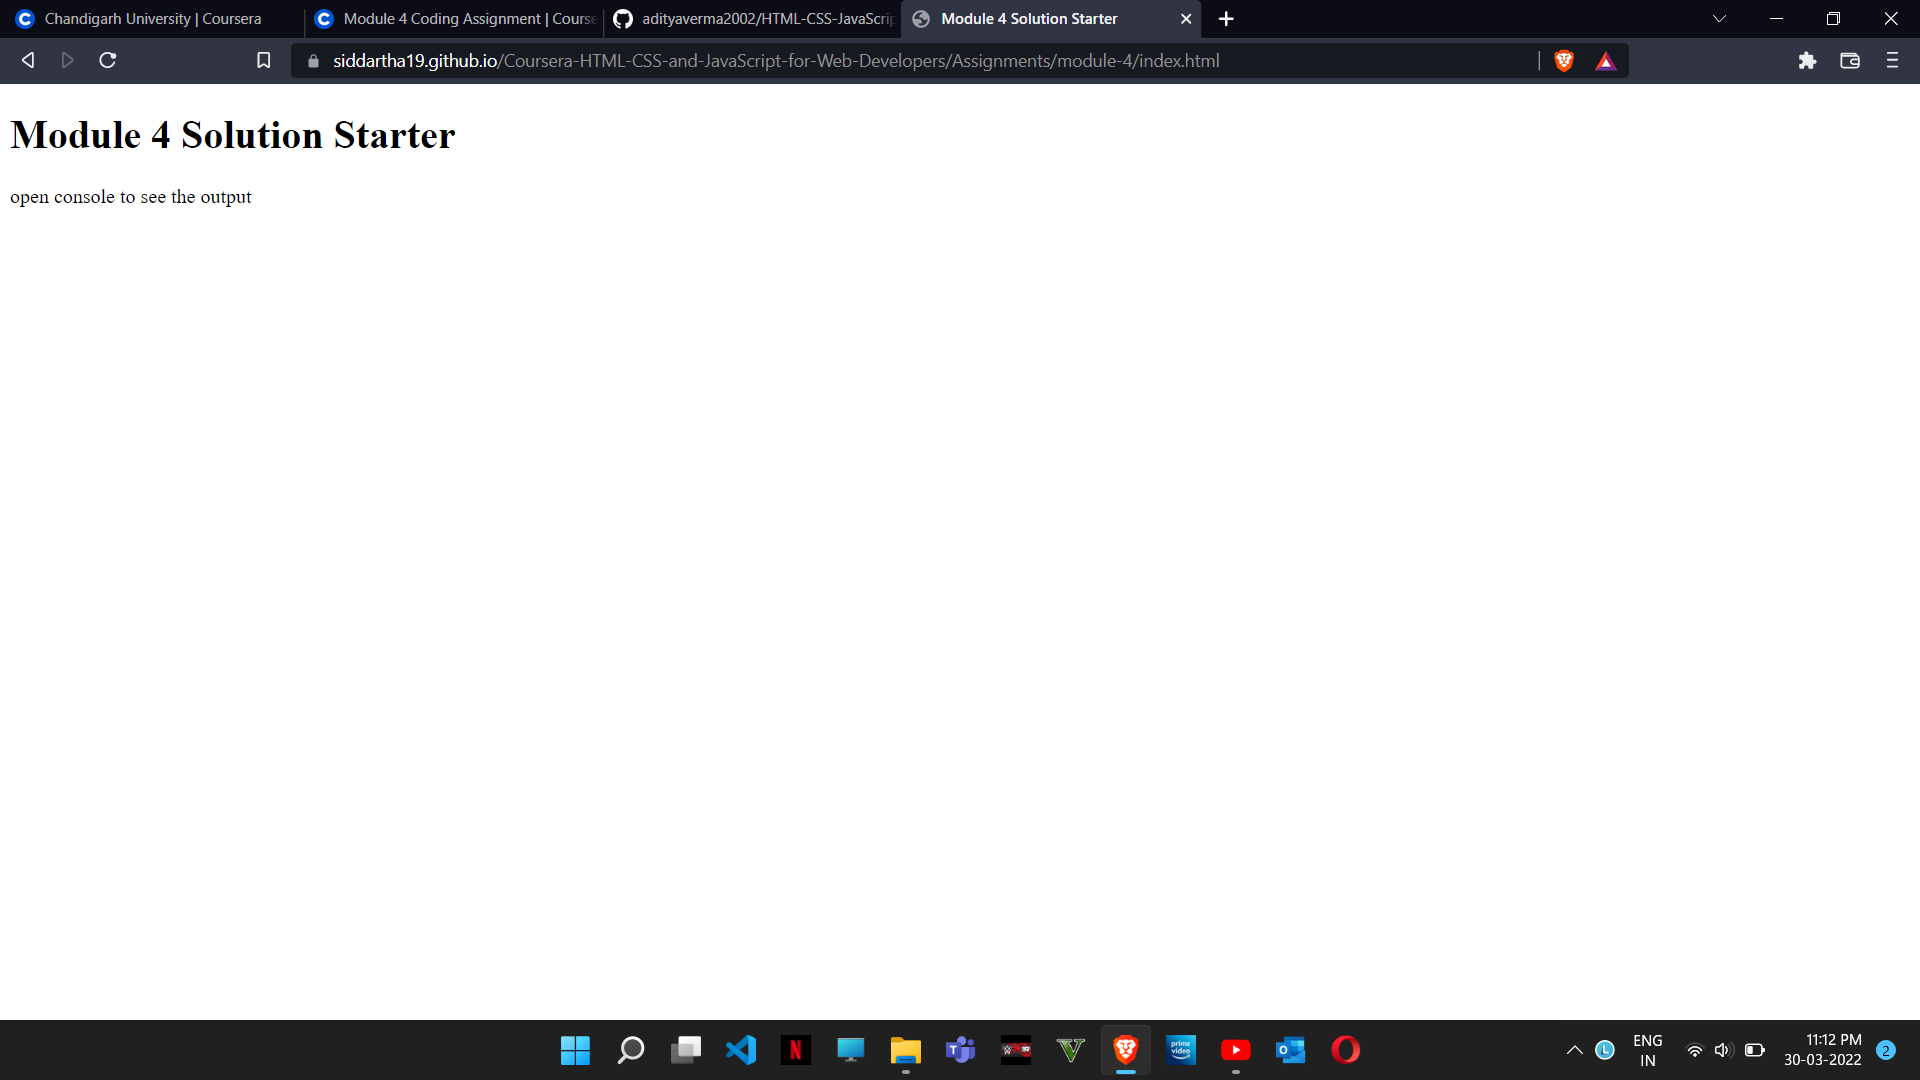 Chandigarh University | Coursera
Module 4 Coding Assignment | Course
adityaverma2002/HTML-CSS-JavaScrip
Module 4 Solution Starter
siddartha19.github.io/Coursera-HTML-CSS-and-JavaScript-for-Web-Developers/Assignments/module-4/index.html
Module 4 Solution Starter
open console to see the output
prime video
ENG
IN
11:12 PM
30-03-2022
2